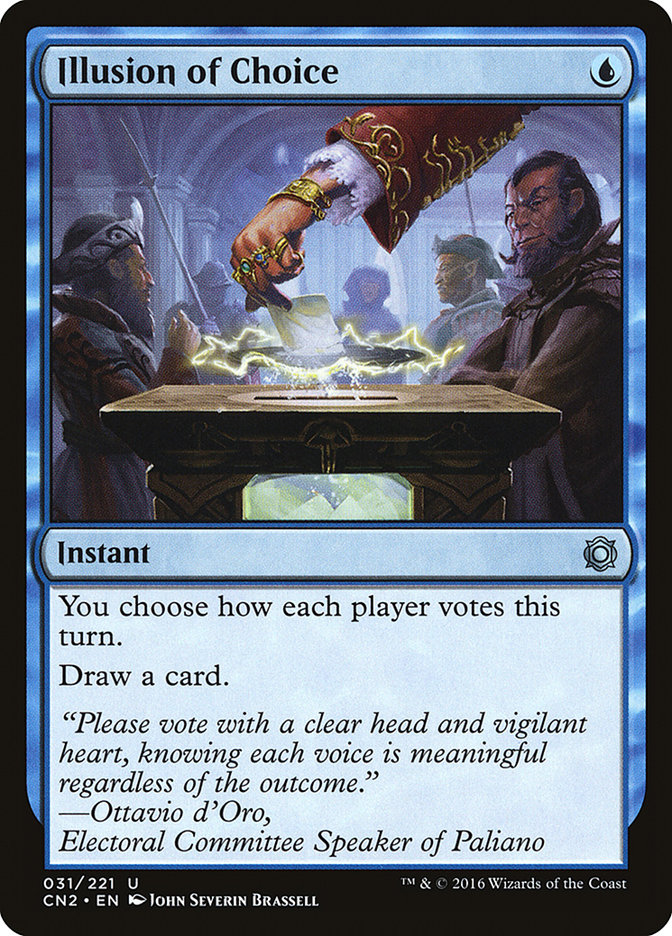 Illusion of Choice
Instant
You choose how each player votes this
turn.
Draw a card.
“Please vote with a clear head and vigilant
heart, knowing each voice is meaningful
regardless of the outcome.”
—Ottavio d’Oro,
Electoral Committee Speaker of Paliano
031/221 U
™ & © 2016 Wizards of the Coast
CN2 • EN John Severin Brassell